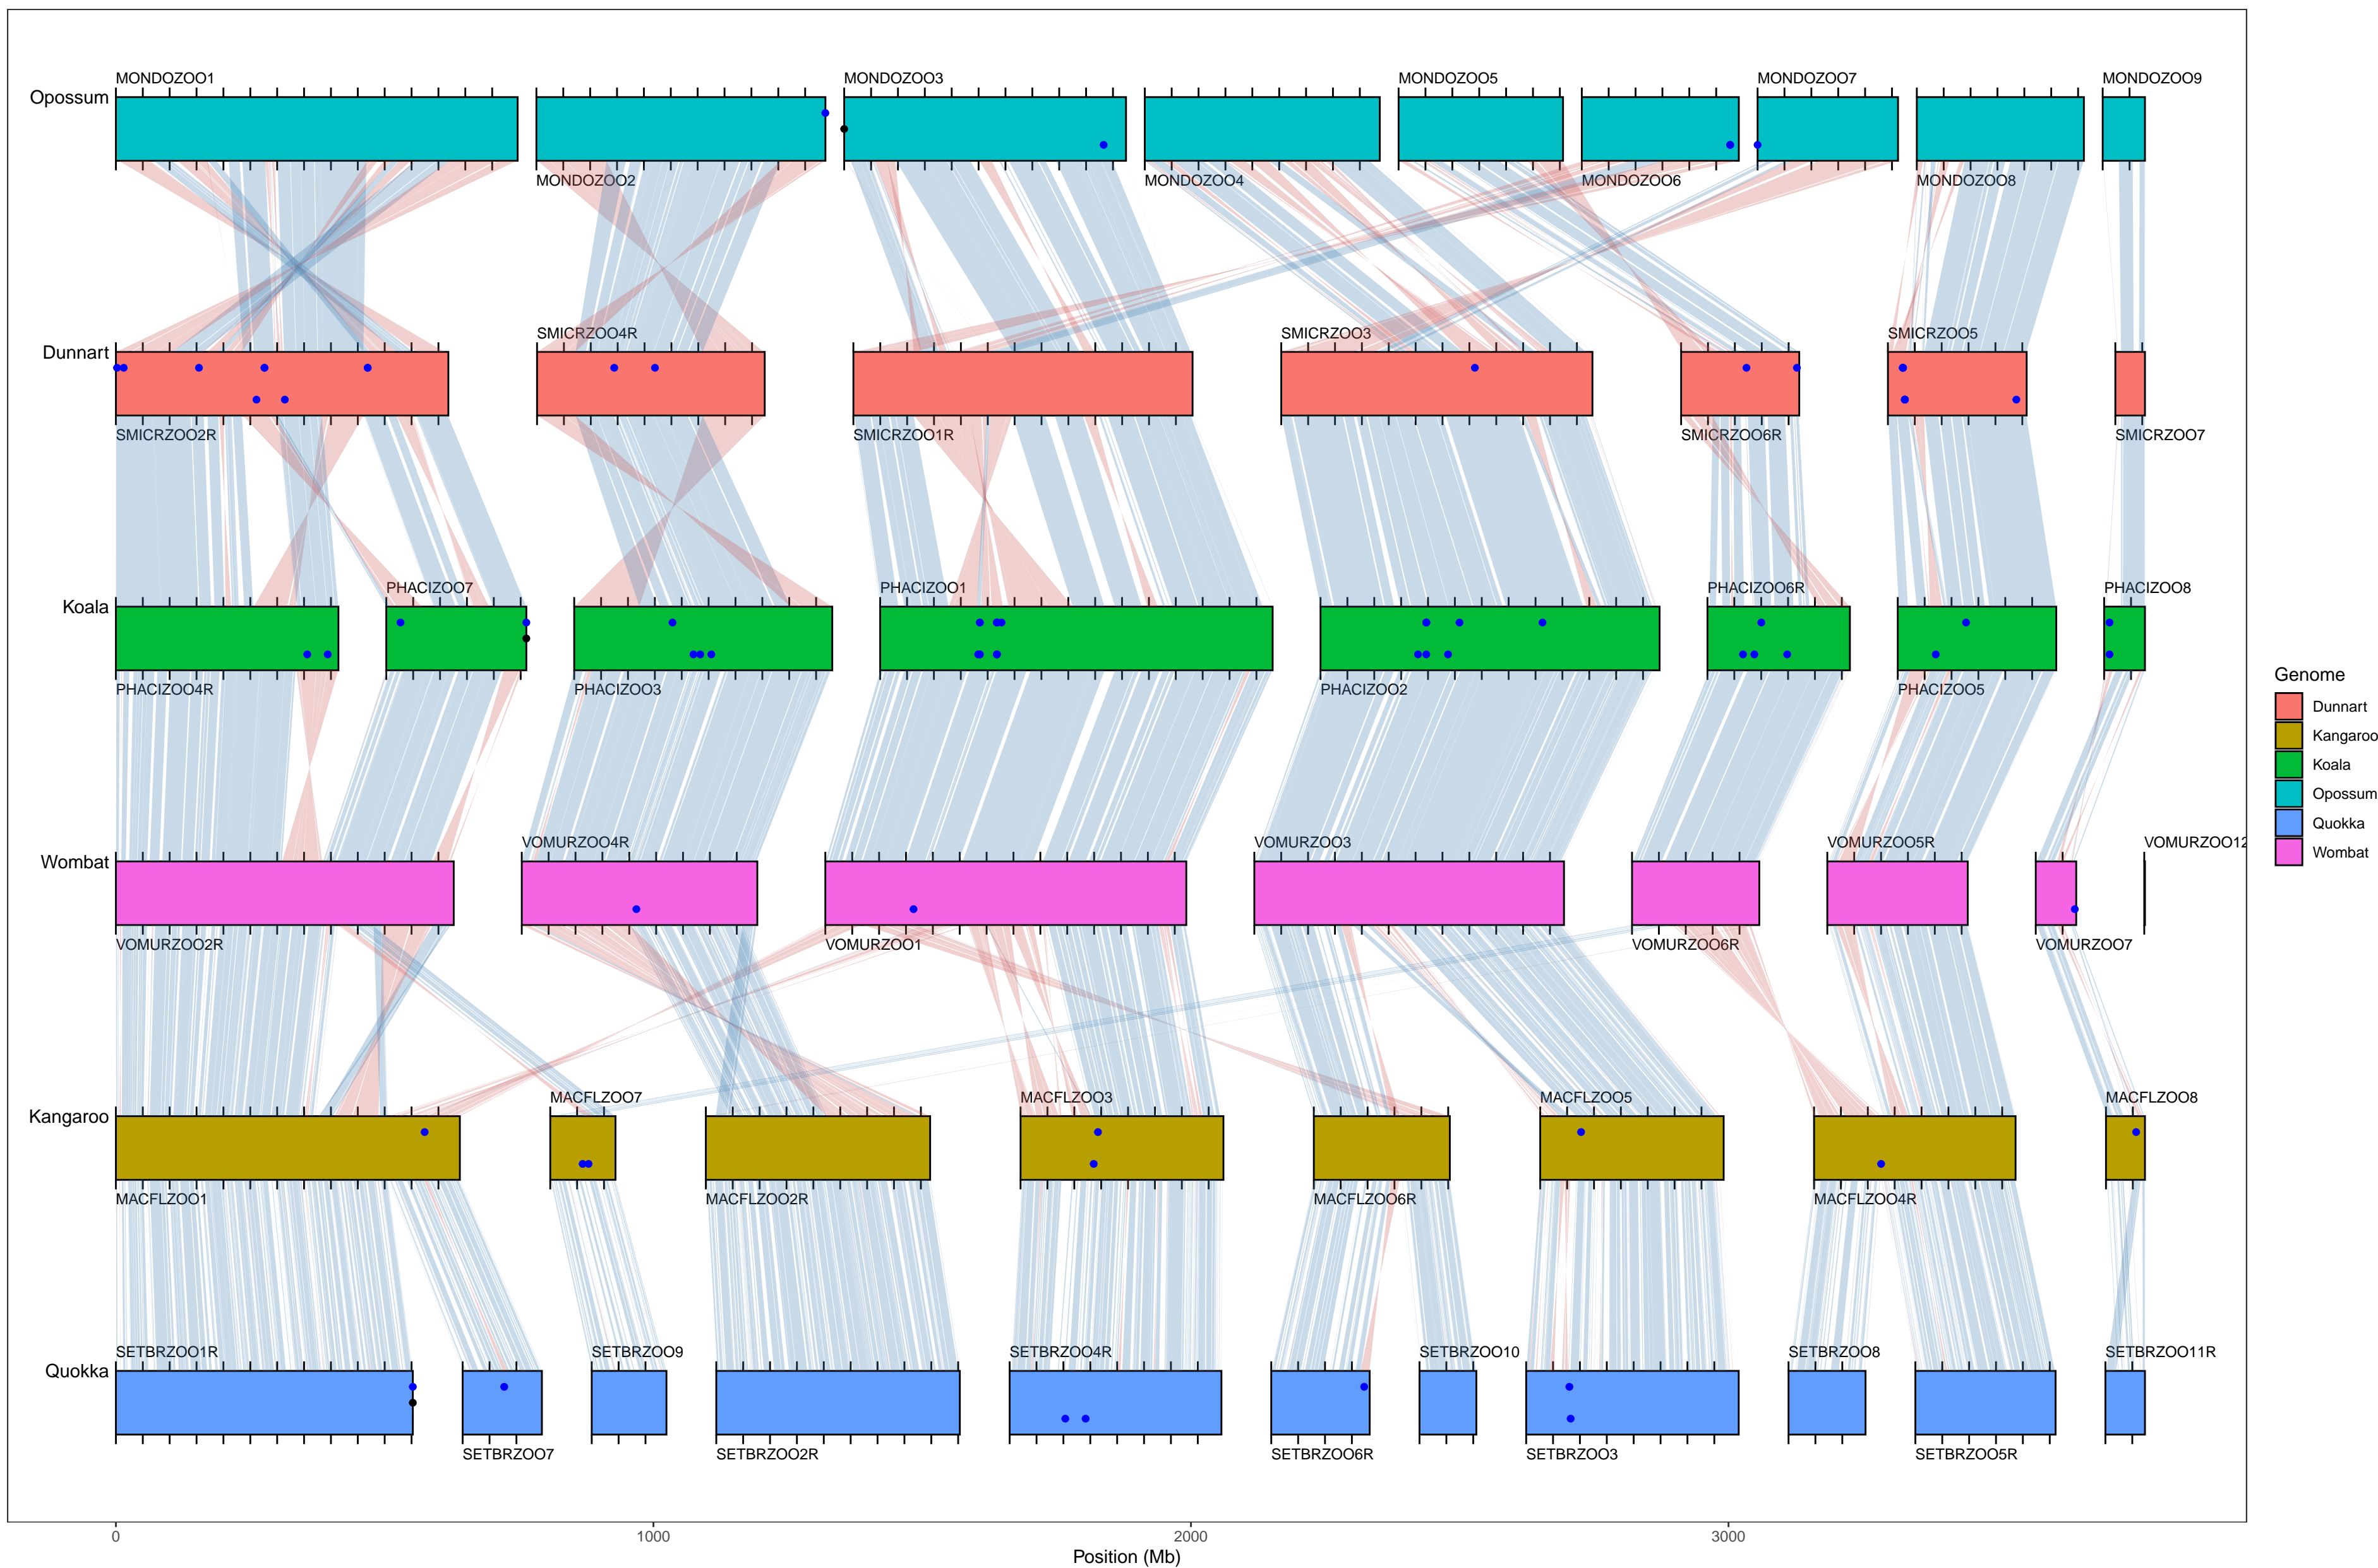 MONDOZOO1 MONDOZOO3 MONDOZOO5 MONDOZOO7 MONDOZOO9
Opossum
MONDOZOO2 MONDOZOO4 MONDOZOO6 MONDOZOO8
SMICRZOO4R SMICRZOO3 SMICRZOO5
Dunnart
SMICRZOO2R SMICRZOO1R SMICRZOO6R SMICRZOO7
PHACIZOO7 PHACIZOO1 PHACIZOO6R PHACIZOO8
Koala
PHACIZOO4R PHACIZOO3 PHACIZOO2 PHACIZOO5
VOMURZOO4R VOMURZOO3 VOMURZOO5R VOMURZOO12
Wombat
VOMURZOO2R VOMURZOO1 VOMURZOO6R VOMURZOO7
MACFLZOO7 MACFLZOO3 MACFLZOO5 MACFLZOO8
Kangaroo
MACFLZOO1 MACFLZOO2R MACFLZOO6R MACFLZOO4R
SETBRZOO1R SETBRZOO9 SETBRZOO4R SETBRZOO10 SETBRZOO8 SETBRZOO11R
Quokka
SETBRZOO7 SETBRZOO2R SETBRZOO6R SETBRZOO3 SETBRZOO5R
0 1000 2000 3000
Position (Mb)
Genome
Dunnart
Kangaroo
Koala
Opossum
Quokka
Wombat